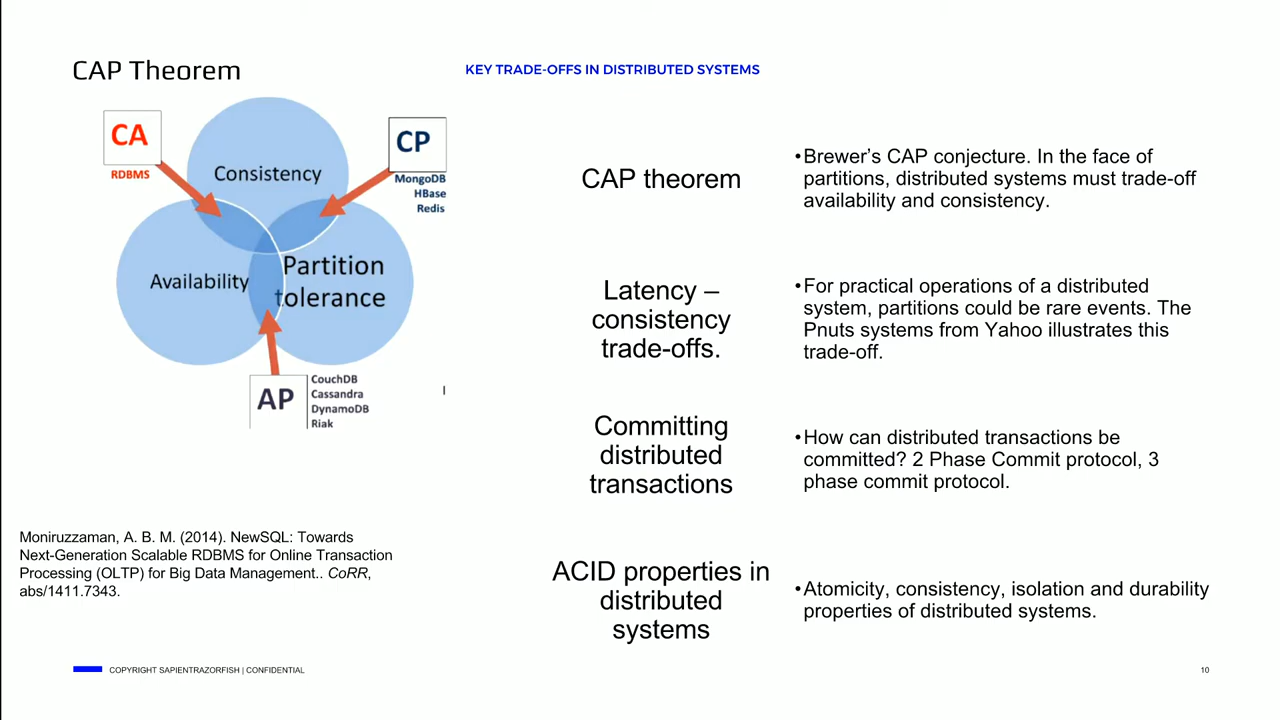 CAP Theorem
KEY TRADE-OFFS IN DISTRIBUTED SYSTEMS
CA
RDBMS
Consistency
CP
MongoDB
HBase
Redis
Availability
Partition
tolerance
AP
CouchDB
Cassandra
DynamoDB
Riak
CAP theorem
•Brewer’s CAP conjecture. In the face of
partitions, distributed systems must trade-off
availability and consistency.
Latency –
consistency
trade-offs.
•For practical operations of a distributed
system, partitions could be rare events. The
Pnuts systems from Yahoo illustrates this
trade-off.
Committing
distributed
transactions
•How can distributed transactions be
committed? 2 Phase Commit protocol, 3
phase commit protocol.
ACID properties in
distributed
systems
•Atomicity, consistency, isolation and durability
properties of distributed systems.
Moniruzzaman, A. B. M. (2014). NewSQL: Towards
Next-Generation Scalable RDBMS for Online Transaction
Processing (OLTP) for Big Data Management.. CoRR,
abs/1411.7343.
COPYRIGHT SAPIENTRAZORFISH | CONFIDENTIAL
10